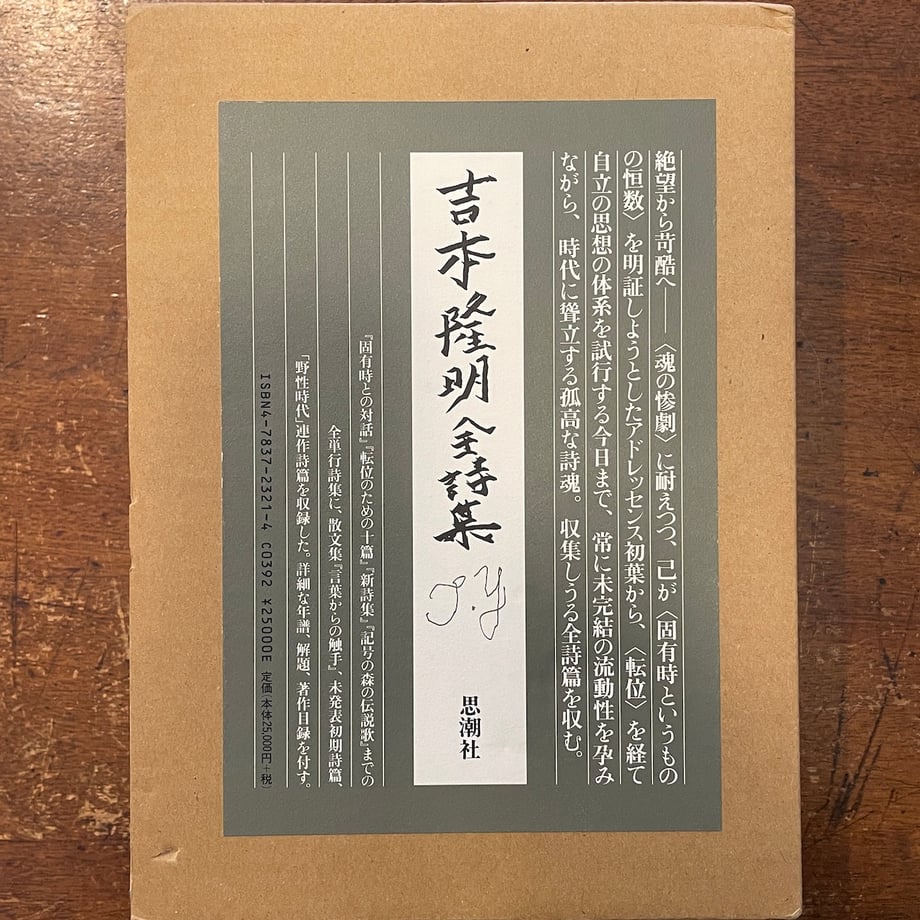 絶望から苛酷へ――〈魂の惨劇〉に耐えつつ、己が〈固有時というもの
の恒数〉を明証しようとしたアドレッセンス初葉から、〈転位〉を経て
自立の思想の体系を試行する今日まで、常に未完結の流動性を孕み
ながら、時代に聳立する孤高な詩魂。収集しうる全詩篇を収む。
吉本隆明全詩集
思潮社
『固有時との対話』『転位のための十篇』『新詩集』『記号の森の伝説歌』までの
全単行詩集に、散文集『言葉からの触手』、未発表初期詩篇、
「野性時代」連作詩篇を収録した。詳細な年譜、解題、著作目録を付す。
ISBN4-7837-2321-4 C0392 ¥25000E 定価(本体25,000円+税)